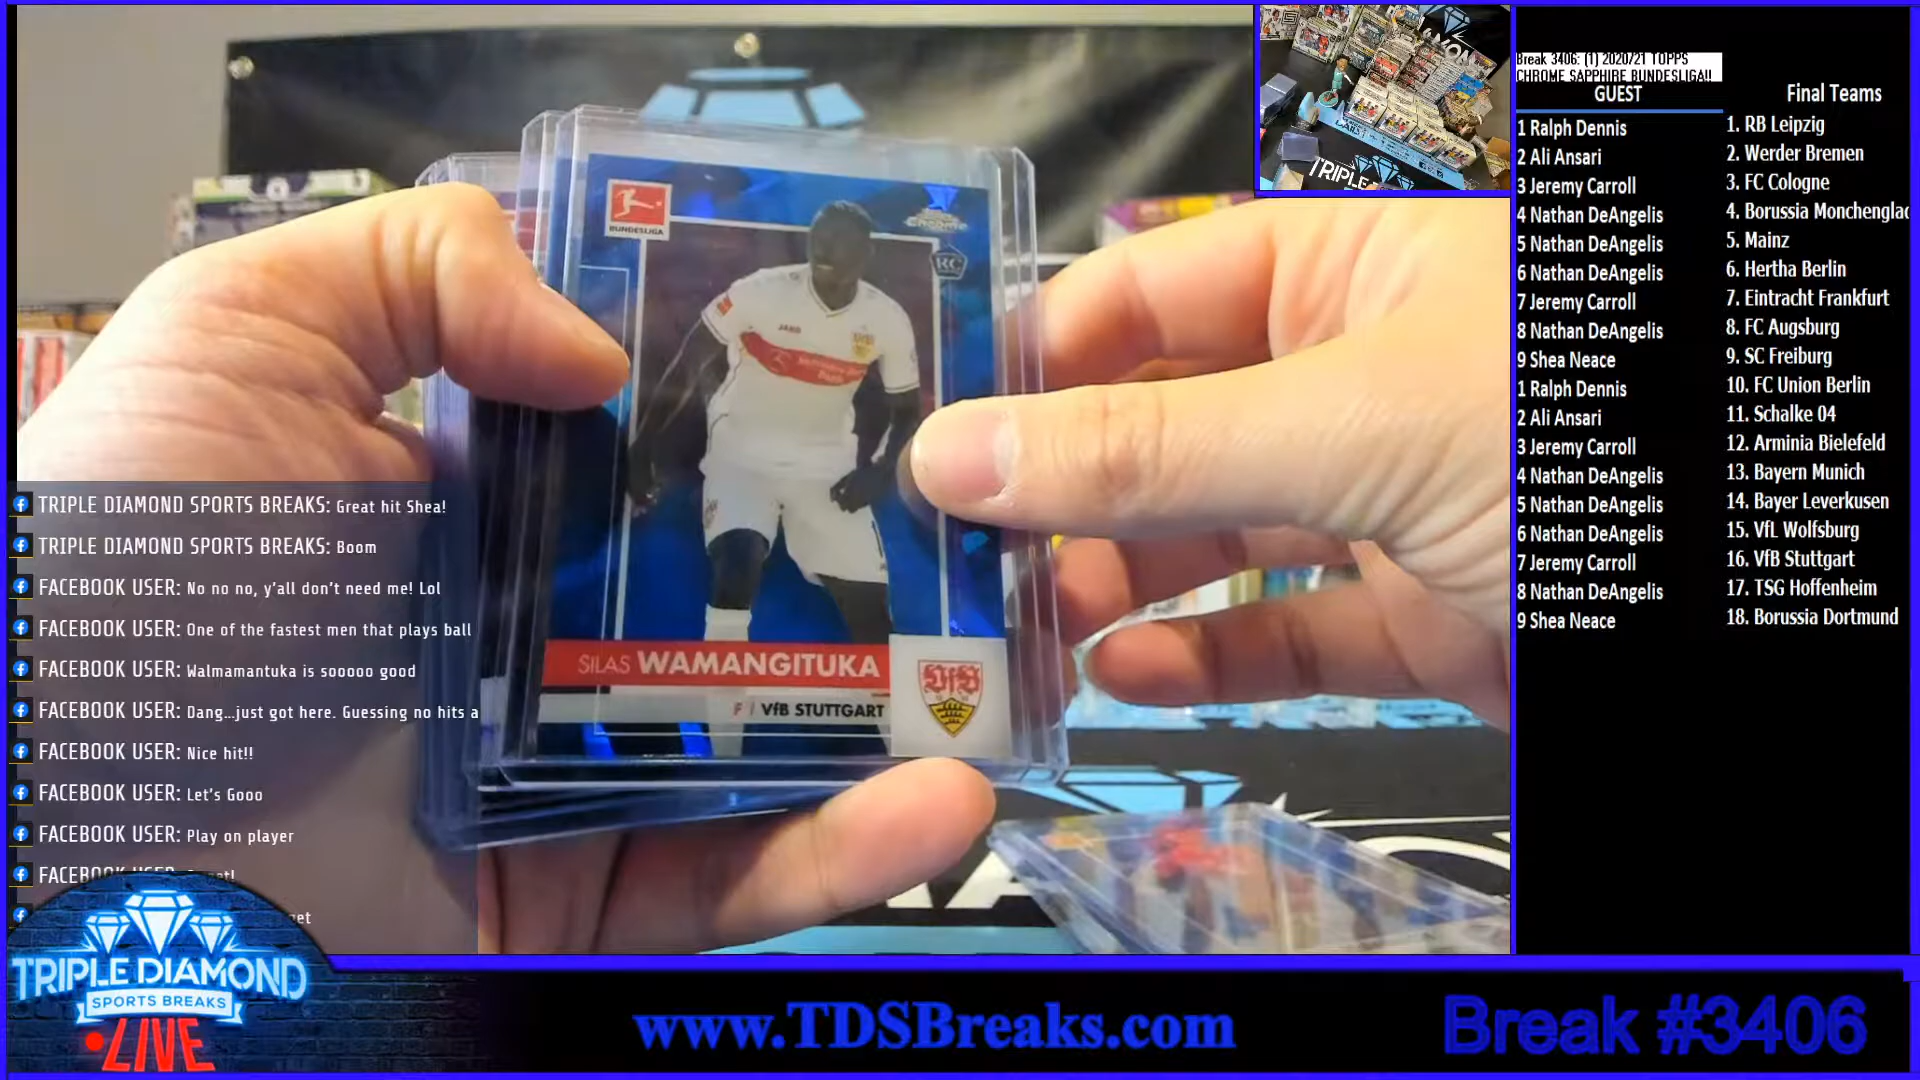 BUNDESLIGA
Chrome
RC
JAKO
SILAS WAMANGITUKA
F | VfB STUTTGART
VfB
TRIPLE DIAMOND SPORTS BREAKS: Great hit Shea!
TRIPLE DIAMOND SPORTS BREAKS: Boom
FACEBOOK USER: No no no, y'all don't need me! Lol
FACEBOOK USER: One of the fastest men that plays ball
FACEBOOK USER: Walmamantuka is sooooo good
FACEBOOK USER: Dang...just got here. Guessing no hits a
FACEBOOK USER: Nice hit!!
FACEBOOK USER: Let's Gooo
FACEBOOK USER: Play on player
TRIPLE DIAMOND
SPORTS BREAKS
LIVE
www.TDSBreaks.com
Break #3406
Break 3406: (1) 2020/21 TOPPS
CHROME SAPPHIRE BUNDESLIGA!!
GUEST
1 Ralph Dennis
2 Ali Ansari
3 Jeremy Carroll
4 Nathan DeAngelis
5 Nathan DeAngelis
6 Nathan DeAngelis
7 Jeremy Carroll
8 Nathan DeAngelis
9 Shea Neace
1 Ralph Dennis
2 Ali Ansari
3 Jeremy Carroll
4 Nathan DeAngelis
5 Nathan DeAngelis
6 Nathan DeAngelis
7 Jeremy Carroll
8 Nathan DeAngelis
9 Shea Neace
Final Teams
1. RB Leipzig
2. Werder Bremen
3. FC Cologne
4. Borussia Monchenglac
5. Mainz
6. Hertha Berlin
7. Eintracht Frankfurt
8. FC Augsburg
9. SC Freiburg
10. FC Union Berlin
11. Schalke 04
12. Arminia Bielefeld
13. Bayern Munich
14. Bayer Leverkusen
15. VfL Wolfsburg
16. VfB Stuttgart
17. TSG Hoffenheim
18. Borussia Dortmund